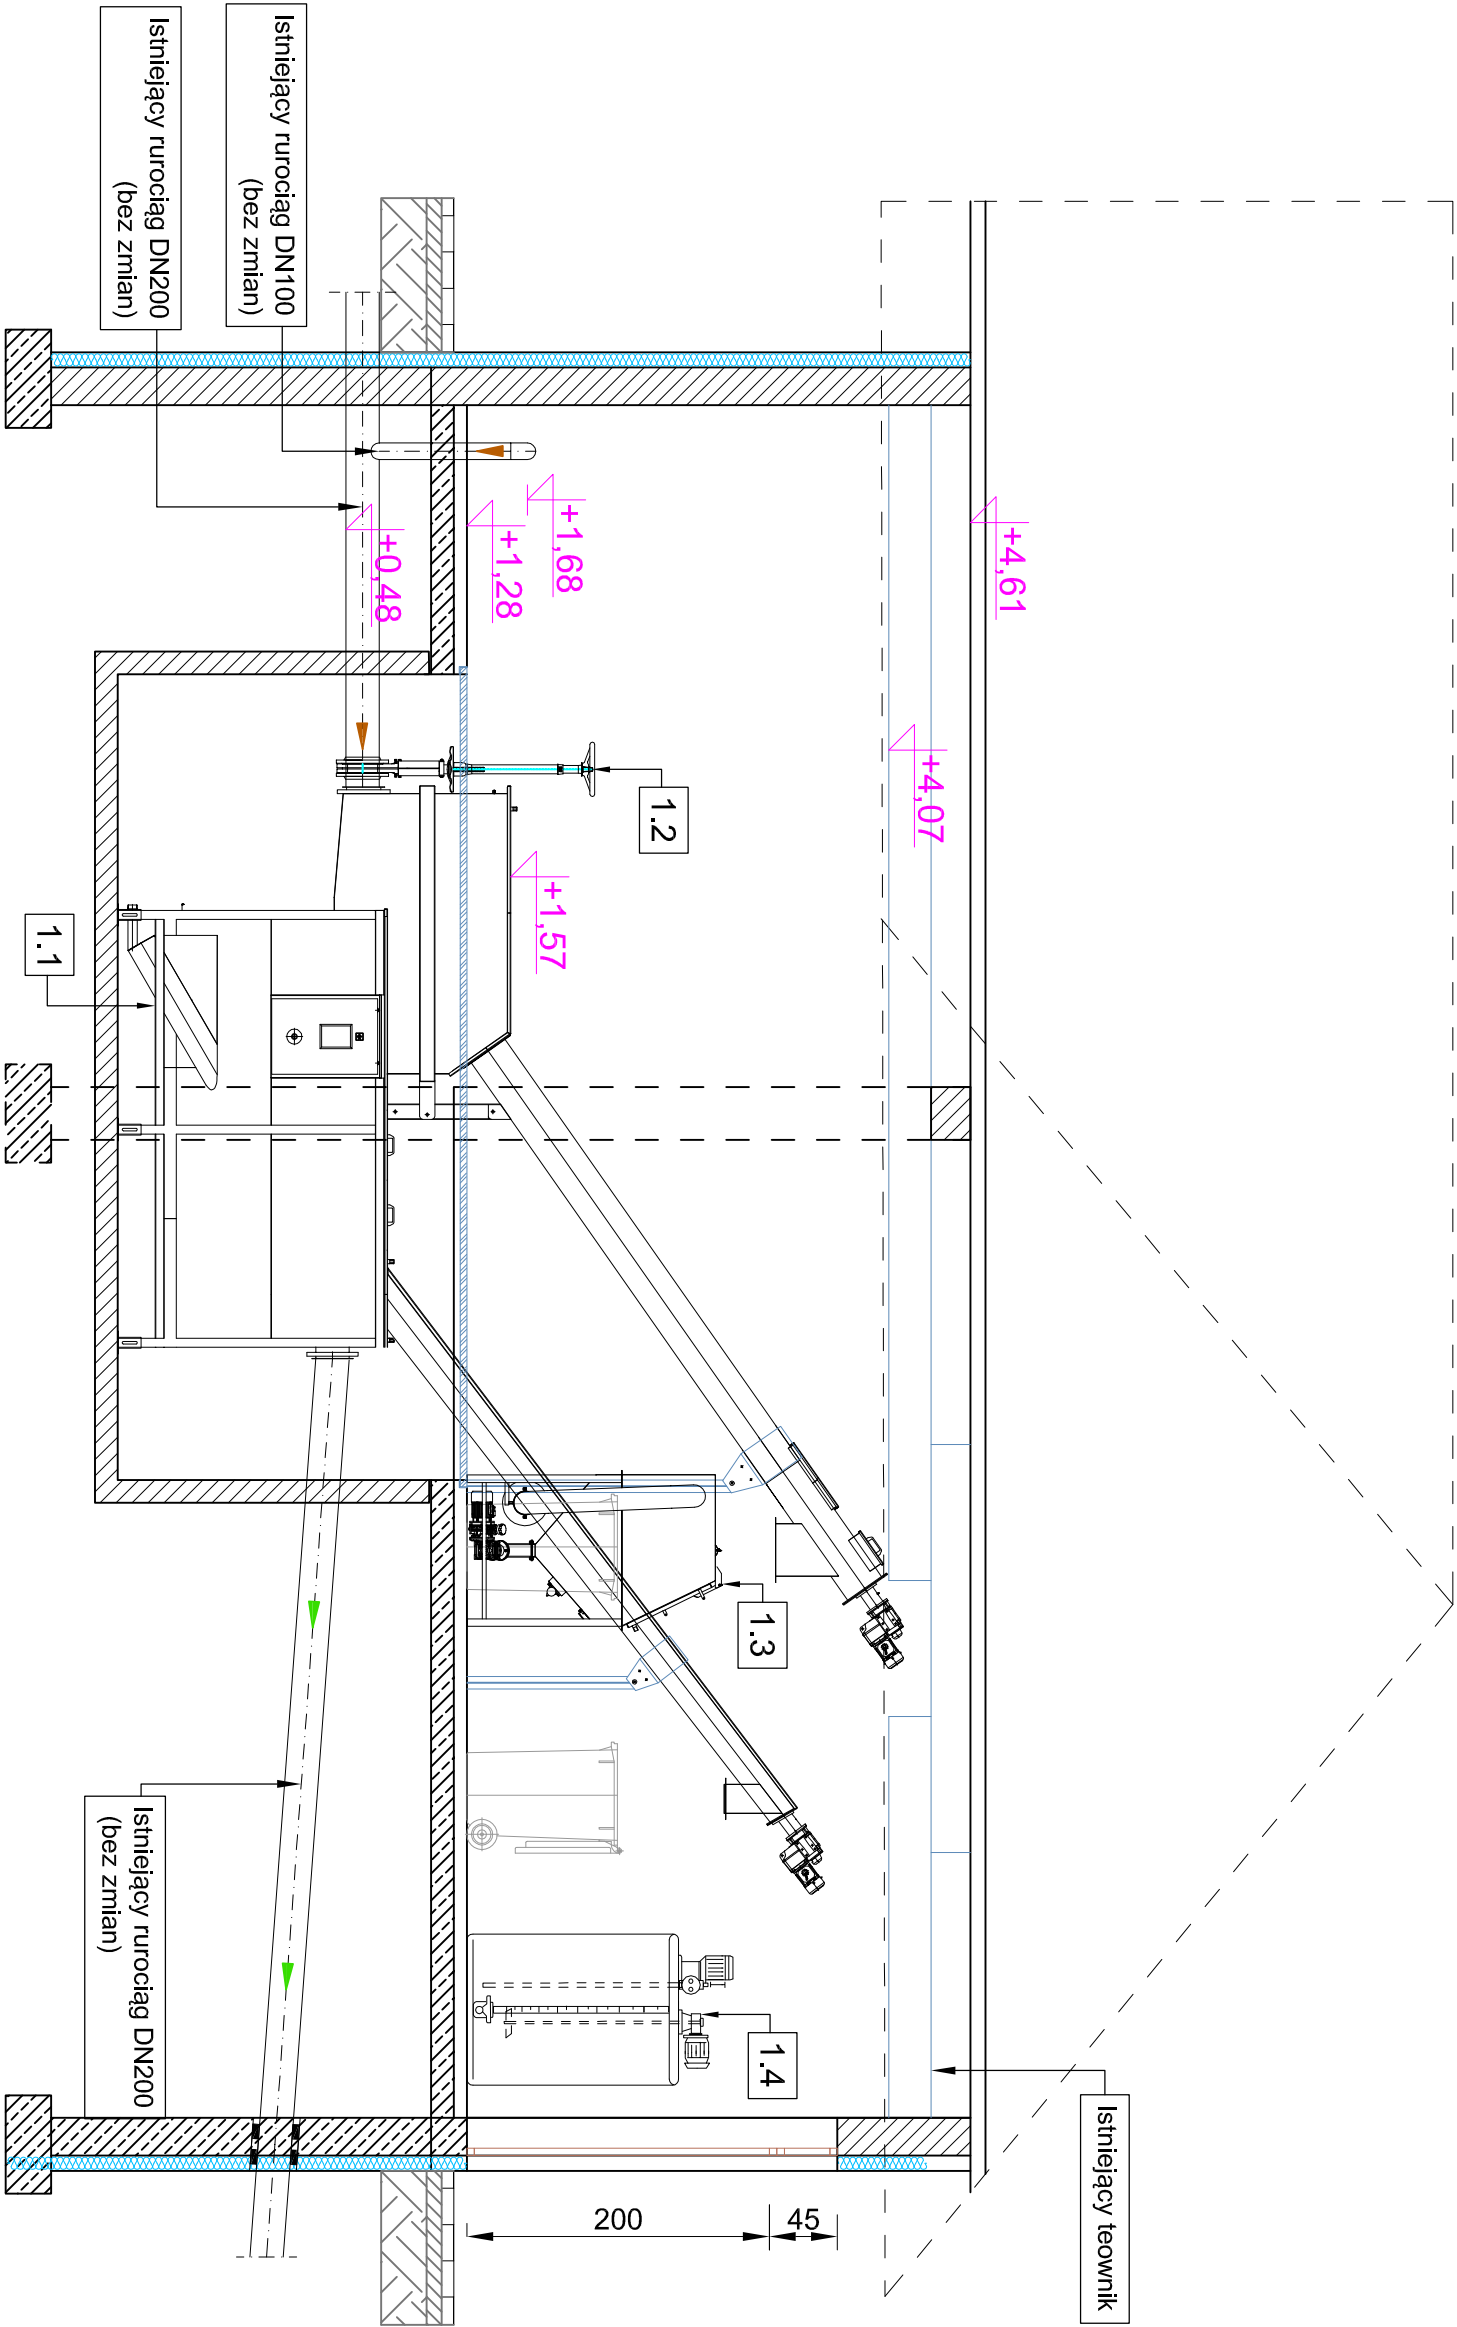 Istniejący teownik
+4,61
+4,07
+1,68
+1,28
+1,57
+0,48
1.2
1.3
1.4
1.1
45
200
Istniejący rurociąg DN100
(bez zmian)
Istniejący rurociąg DN200
(bez zmian)
Istniejący rurociąg DN200
(bez zmian)